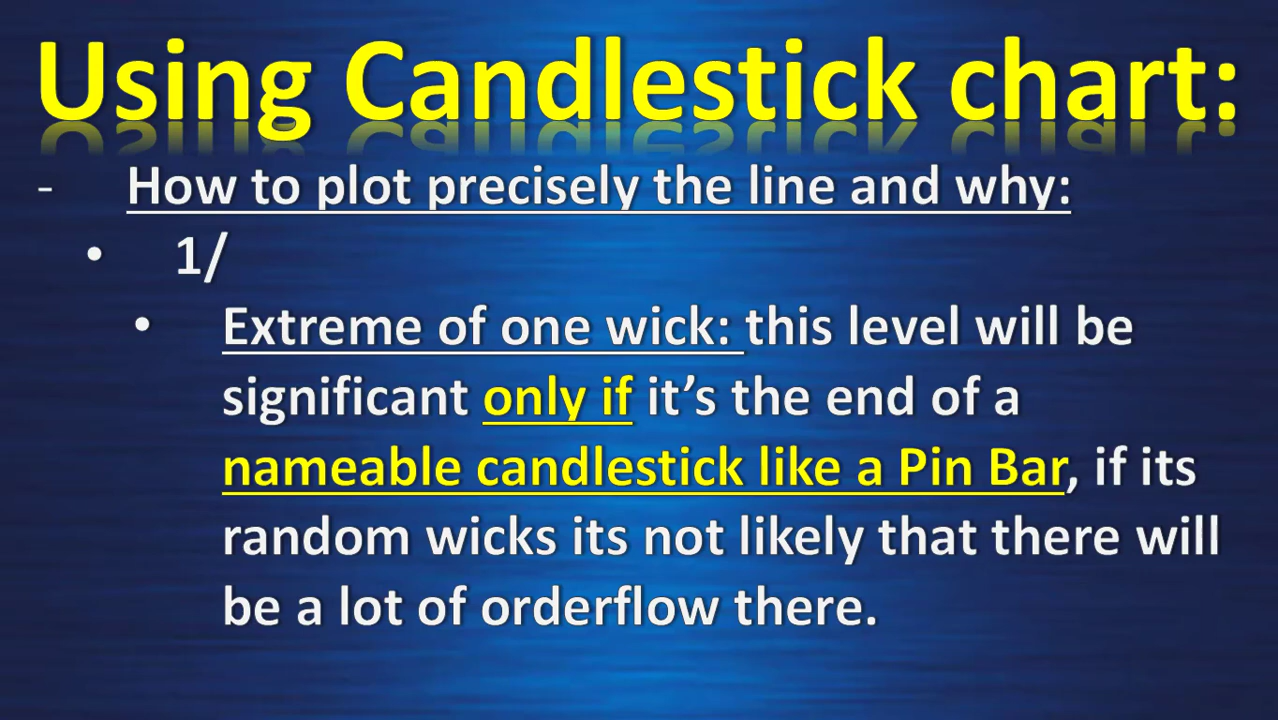 Using Candlestick chart:
- How to plot precisely the line and why:
• 1/
• Extreme of one wick: this level will be
significant only if it’s the end of a
nameable candlestick like a Pin Bar, if its
random wicks its not likely that there will
be a lot of orderflow there.